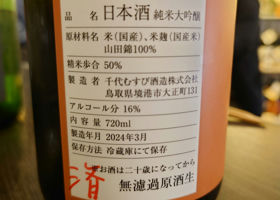 品名 日本酒 純米大吟醸
原材料名 米(国産)、米麹(国産米)
山田錦100%
精米歩合 50%
製造者 千代むすび酒造株式会社
鳥取県境港市大正町131
アルコール分 16%
内容量 720ml
製造年月 2024年3月
保存方法 冷蔵庫にて保存
お酒は二十歳になってから
無濾過原酒生